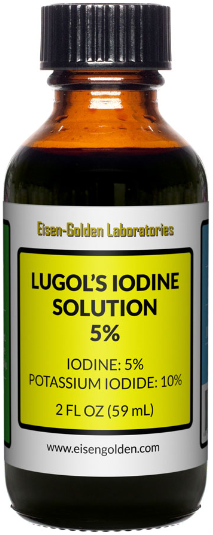 Eisen-Golden Laboratories
LUGOL'S IODINE
SOLUTION
5%
IODINE: 5%
POTASSIUM IODIDE: 10%
2 FL OZ (59 mL)
www.eisengolden.com